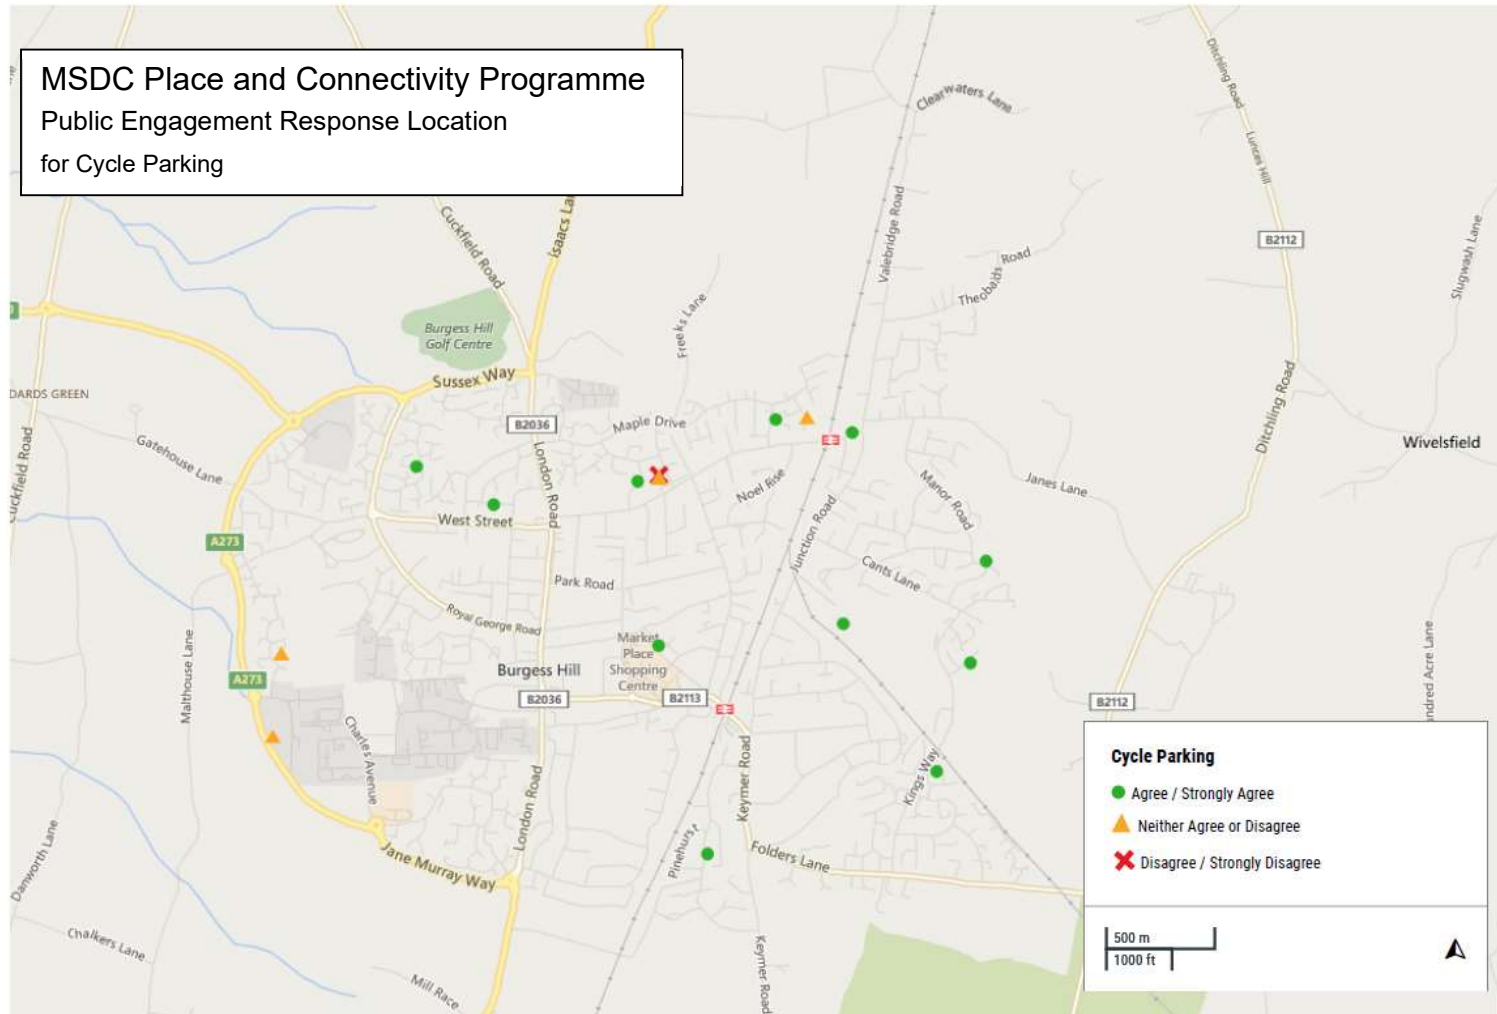 MSDC Place and Connectivity Programme
Public Engagement Response Location
for Cycle Parking
Clearwaters Lane
Ditchling Road
Lunces Hill
B2112
Slugwash Lane
Valebridge Road
Theobalds Road
Cuckfield Road
Freeks Lane
Burgess Hill
Golf Centre
Sussex Way
DARDS GREEN
Gatehouse Lane
B2036
Maple Drive
London Road
Ditchling Road
Wivelsfield
Noel Rise
Manor Road
Janes Lane
West Street
A273
Junction Road
Park Road
Cants Lane
Royal George Road
Market
Place
Shopping
Centre
Malthouse Lane
Burgess Hill
A273
B2036
B2113
B2112
Charles Avenue
Keymer Road
Kings Way
London Road
Pinehurst
Folders Lane
Jane Murray Way
Danworth Lane
Chalkers Lane
Mill Race
Keymer Road
Cycle Parking
Agree / Strongly Agree
Neither Agree or Disagree
Disagree / Strongly Disagree
500 m
1000 ft